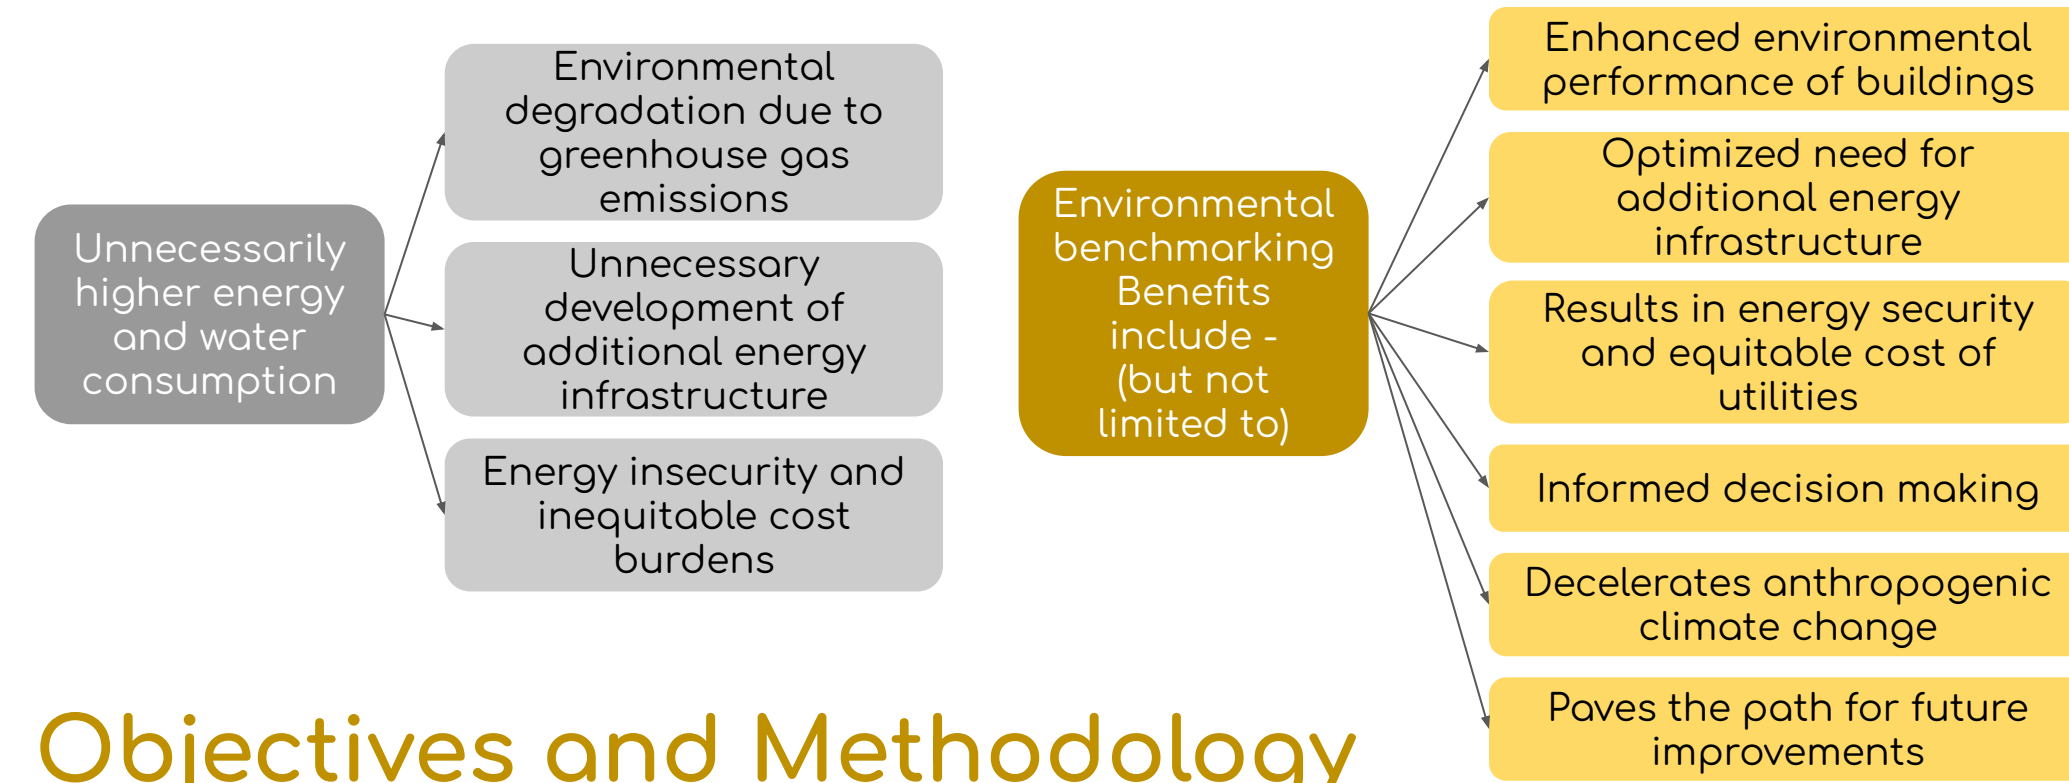 Unnecessarily
higher energy
and water
consumption
Environmental
degradation due to
greenhouse gas
emissions
Unnecessary
development of
additional energy
infrastructure
Energy insecurity and
inequitable cost
burdens
Environmental
benchmarking
Benefits
include -
(but not
limited to)
Enhanced environmental
performance of buildings
Optimized need for
additional energy
infrastructure
Results in energy security
and equitable cost of
utilities
Informed decision making
Decelerates anthropogenic
climate change
Paves the path for future
improvements
Objectives and Methodology